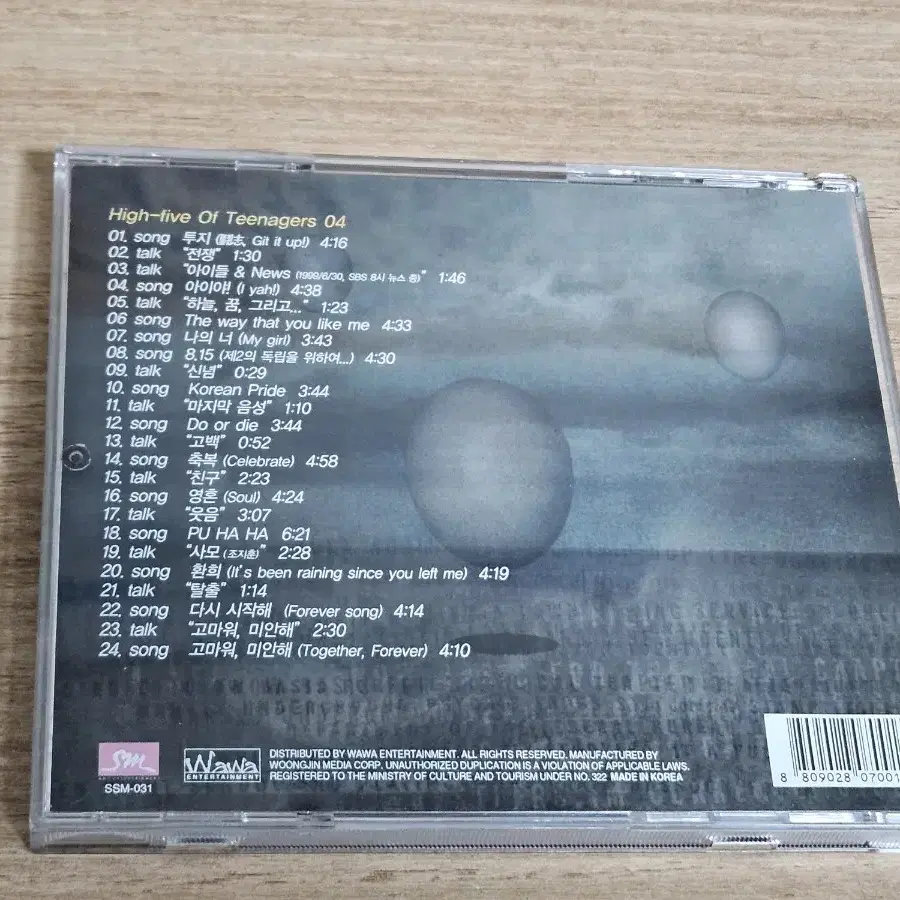 High-five Of Teenagers 04
01. song 투지 (鬪志, Git it up!) 4:16
02. talk "전쟁" 1:30
03. talk "아이들 & News (1999/6/30, SBS 8시 뉴스 중)" 1:46
04. song 아이야! (I yah!) 4:38
05. talk "하늘, 꿈, 그리고..." 1:23
06 song The way that you like me 4:33
07. song 나의 너 (My girl) 3:43
08. song 8.15 (제2의 독립을 위하여...) 4:30
09. talk "신념" 0:29
10. song Korean Pride 3:44
11. talk "마지막 음성" 1:10
12. song Do or die 3:44
13. talk "고백" 0:52
14. song 축복 (Celebrate) 4:58
15. talk "친구" 2:23
16. song 영혼 (Soul) 4:24
17. talk "웃음" 3:07
18. song PU HA HA 6:21
19. talk "사모 (조지훈)" 2:28
20. song 환희 (It's been raining since you left me) 4:19
21. talk "탈출" 1:14
22. song 다시 시작해 (Forever song) 4:14
23. talk "고마워, 미안해" 2:30
24. song 고마워, 미안해 (Together, Forever) 4:10
SM
ENTERTAINMENT
SSM-031
WaWa
ENTERTAINMENT
DISTRIBUTED BY WAWA ENTERTAINMENT. ALL RIGHTS RESERVED. MANUFACTURED BY
WOONGJIN MEDIA CORP. UNAUTHORIZED DUPLICATION IS A VIOLATION OF APPLICABLE LAWS.
REGISTERED TO THE MINISTRY OF CULTURE AND TOURISM UNDER NO. 322 MADE IN KOREA
8 809028 07001